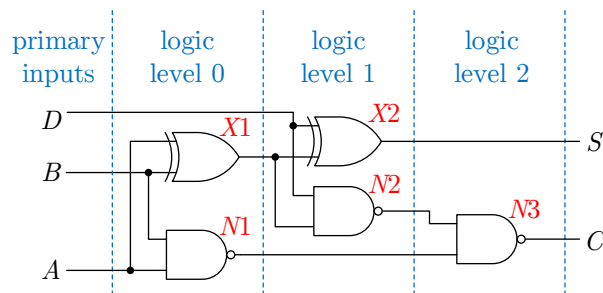 primary
inputs
logic
level 0
logic
level 1
logic
level 2
D
X1
X2
S
B
N2
N1
N3
A
C